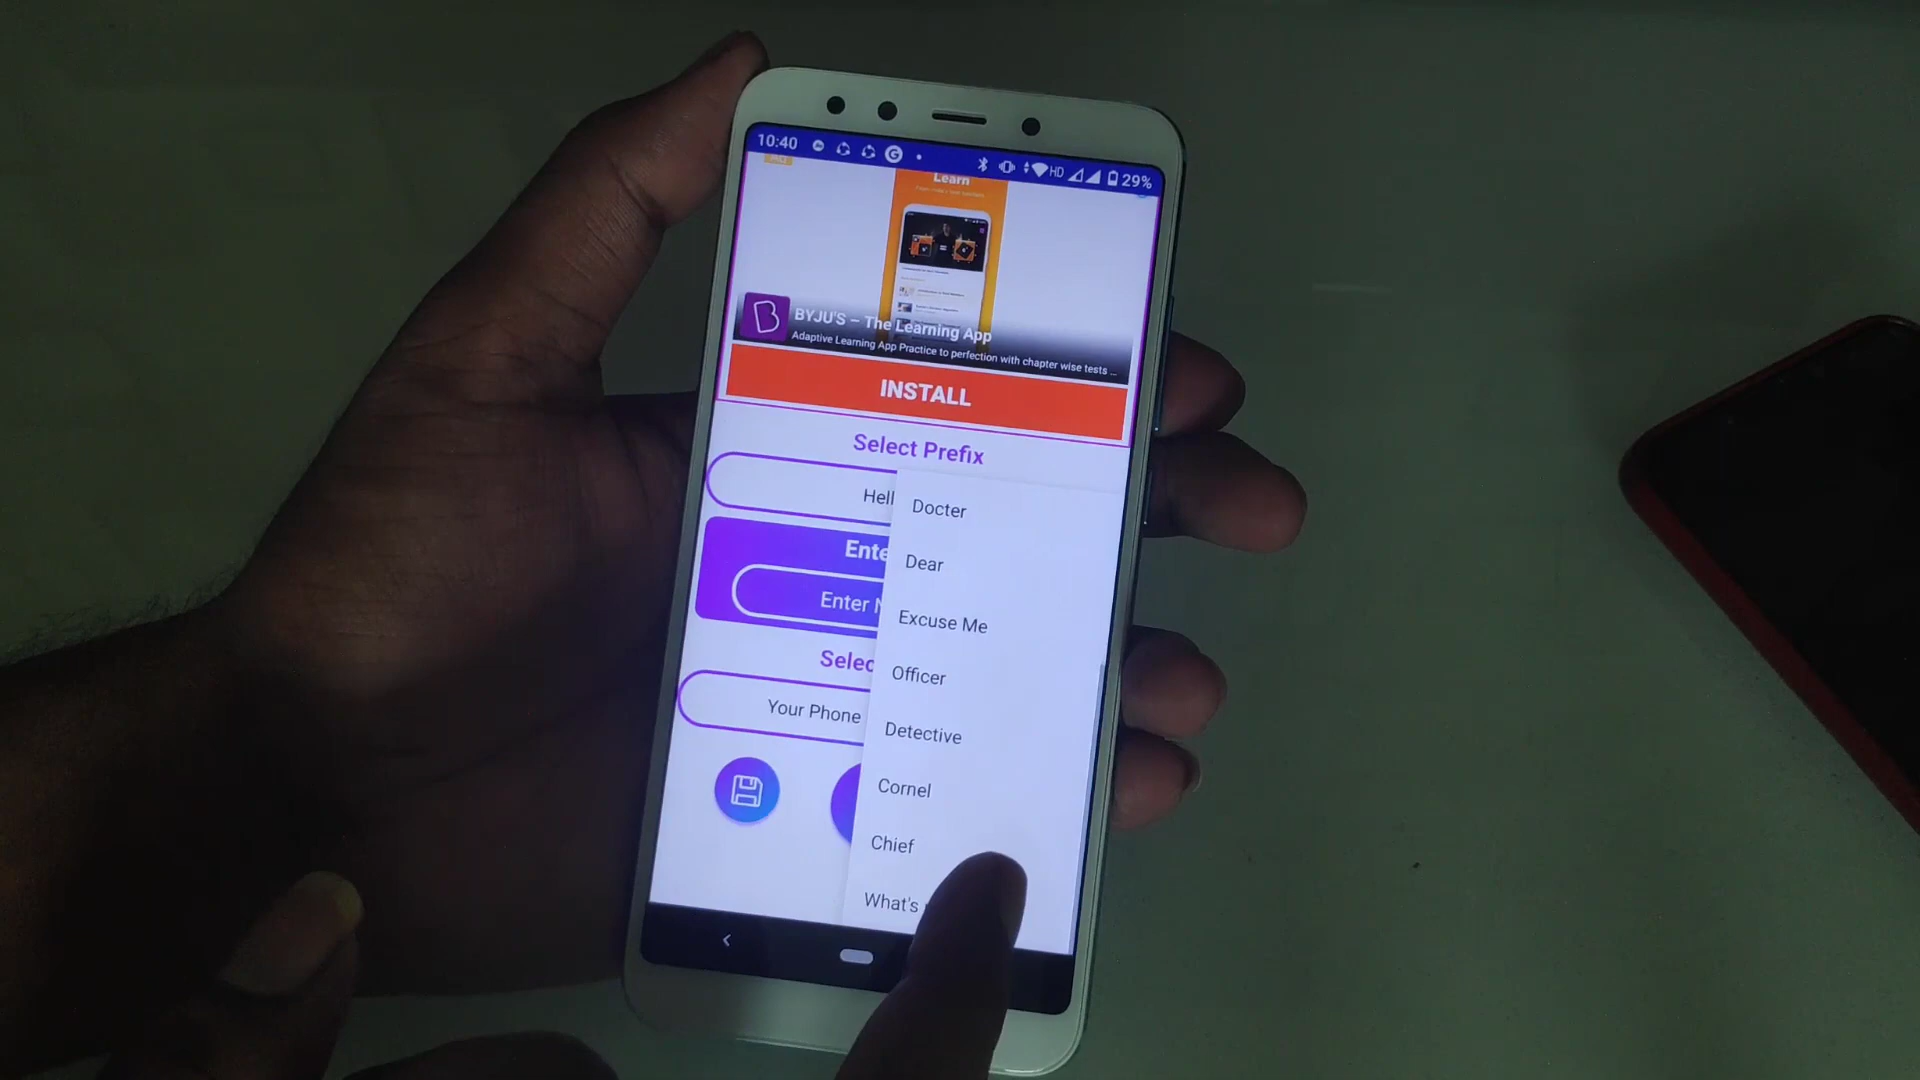 10:40 HD 29%
Learn
BYJU'S – The Learning App
Adaptive Learning App Practice to perfection with chapter wise tests ...
INSTALL
Select Prefix
Hell
Docter
Dear
Ente
Enter
Excuse Me
Selec
Officer
Your Phone
Detective
Cornel
Chief
What's